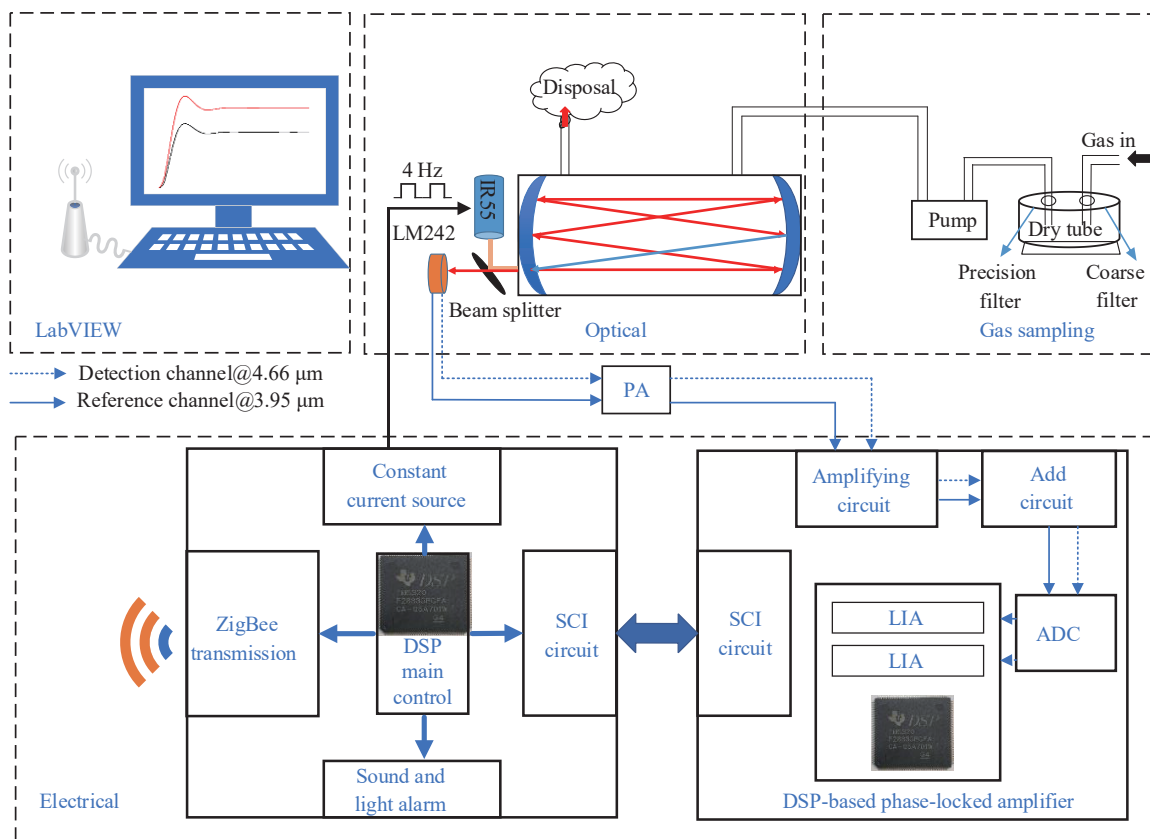 LabVIEW
Disposal
4 Hz
IR55
LM242
Beam splitter
Optical
Pump
Gas in
Dry tube
Precision
filter
Coarse
filter
Gas sampling
Detection channel@4.66 μm
Reference channel@3.95 μm
PA
Constant
current source
ZigBee
transmission
DSP
DSP
main
control
SCI
circuit
Sound and
light alarm
Electrical
SCI
circuit
Amplifying
circuit
Add
circuit
LIA
LIA
ADC
DSP
DSP-based phase-locked amplifier